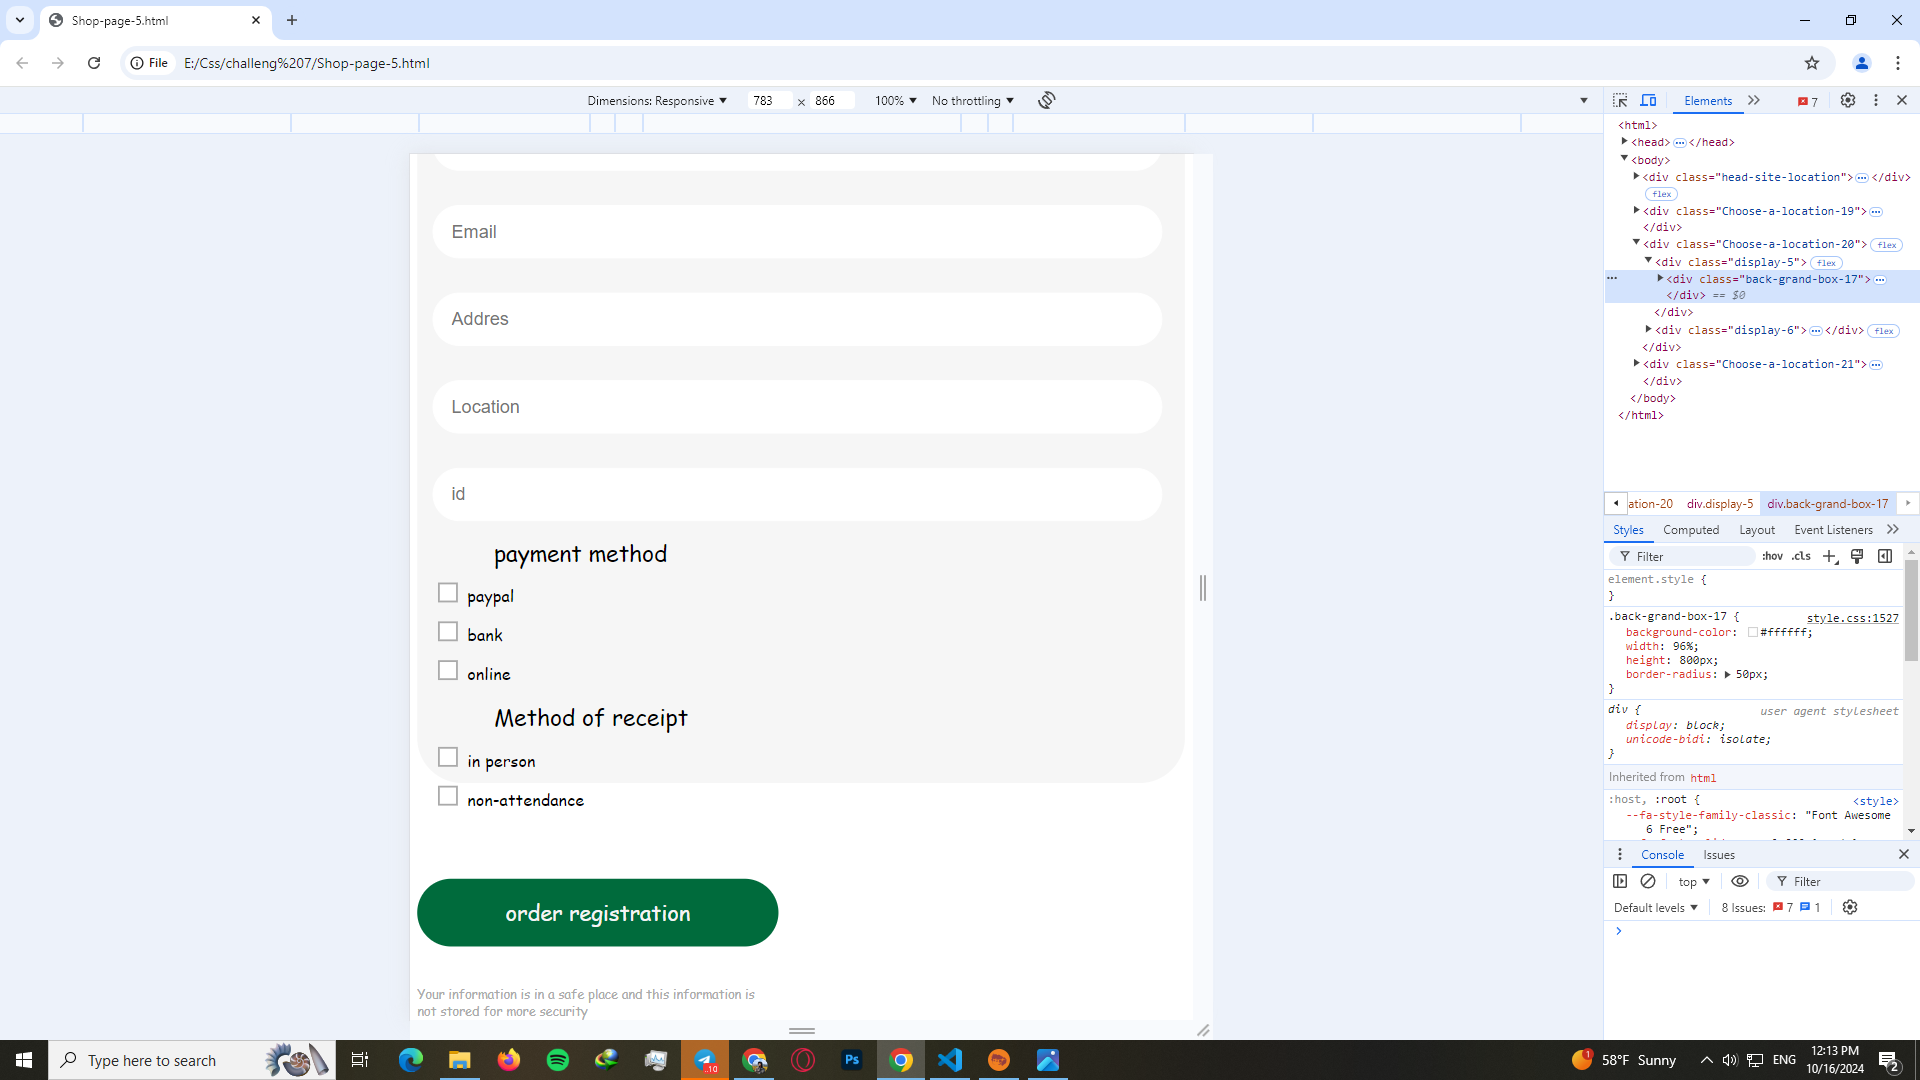 Shop-page-5.html
File
E:/Css/challeng%207/Shop-page-5.html
Dimensions: Responsive
783
×
866
100%
No throttling
Elements
7
Email
Addres
Location
id
payment method
paypal
bank
online
Method of receipt
in person
non-attendance
order registration
Your information is in a safe place and this information is
not stored for more security
<html>
<head> </head>
<body>
<div class="head-site-location"> </div>
flex
<div class="Choose-a-location-19">
</div>
<div class="Choose-a-location-20"> flex
<div class="display-5"> flex
<div class="back-grand-box-17">
</div> == $0
</div>
<div class="display-6"> </div> flex
</div>
<div class="Choose-a-location-21">
</div>
</body>
</html>
ation-20 div.display-5 div.back-grand-box-17
Styles Computed Layout Event Listeners
Filter :hov .cls
element.style {
}
.back-grand-box-17 { style.css:1527
background-color: #ffffff;
width: 96%;
height: 800px;
border-radius: 50px;
}
div { user agent stylesheet
display: block;
unicode-bidi: isolate;
}
Inherited from html
:host, :root { <style>
--fa-style-family-classic: "Font Awesome
6 Free";
Console Issues
top Filter
Default levels 8 Issues: 7 1
Type here to search
..10
Ps
1
58°F Sunny
ENG
12:13 PM
10/16/2024
2